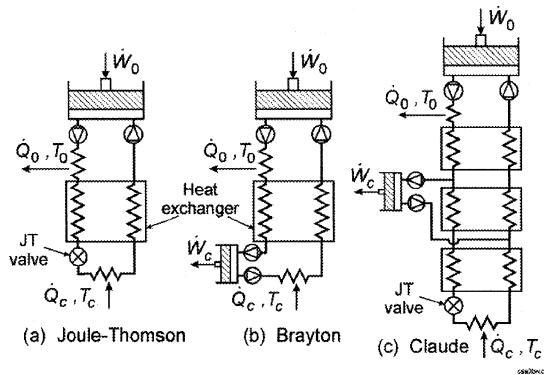 Ẇ0
Q̇0 , T0
JT
valve
Q̇c , Tc
(a) Joule-Thomson
Ẇ0
Q̇0 , T0
Heat
exchanger
Ẇc
Q̇c , Tc
(b) Brayton
Ẇ0
Q̇0 , T0
Ẇc
JT
valve
Q̇c , Tc
(c) Claude